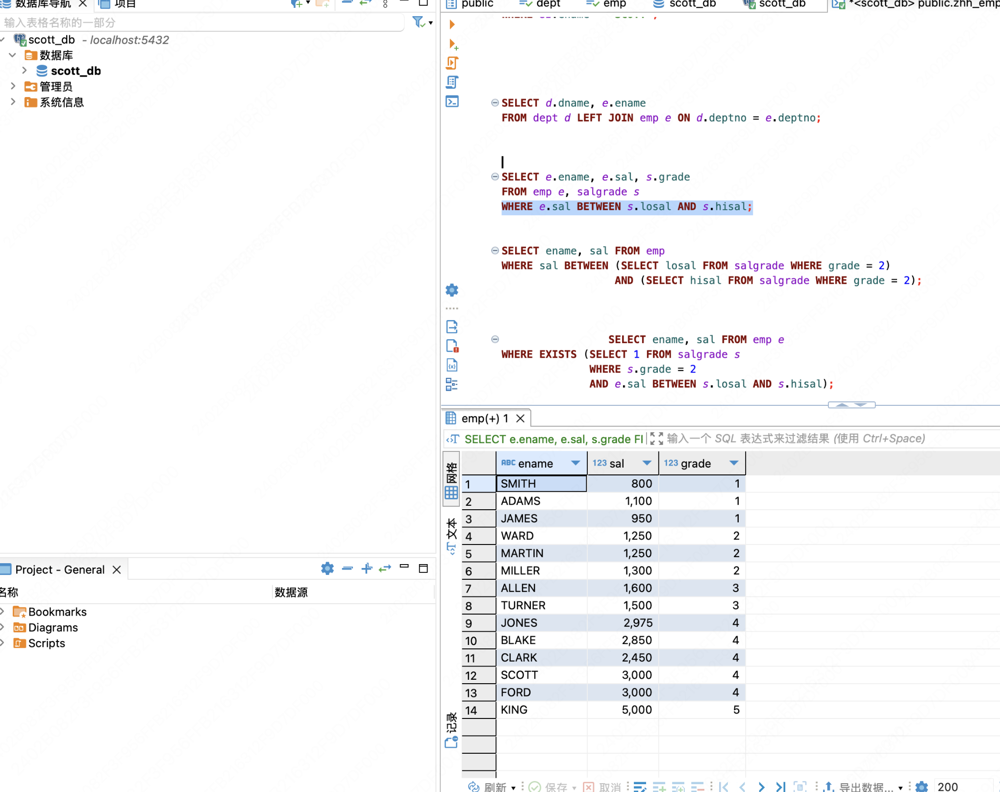 数据库导航
项目
输入表格名称的一部分
scott_db - localhost:5432
数据库
scott_db
管理员
系统信息
Project - General
名称 数据源
Bookmarks
Diagrams
Scripts
public dept emp scott_db scott_db *<scott_db> public.zhh_emp
SELECT d.dname, e.ename
FROM dept d LEFT JOIN emp e ON d.deptno = e.deptno;
SELECT e.ename, e.sal, s.grade
FROM emp e, salgrade s
WHERE e.sal BETWEEN s.losal AND s.hisal;
SELECT ename, sal FROM emp
WHERE sal BETWEEN (SELECT losal FROM salgrade WHERE grade = 2)
AND (SELECT hisal FROM salgrade WHERE grade = 2);
SELECT ename, sal FROM emp e
WHERE EXISTS (SELECT 1 FROM salgrade s
WHERE s.grade = 2
AND e.sal BETWEEN s.losal AND s.hisal);
emp(+) 1
SELECT e.ename, e.sal, s.grade 输入一个 SQL 表达式来过滤结果 (使用 Ctrl+Space)
网格
文本
记录
ABC ename 123 sal 123 grade
1 SMITH 800 1
2 ADAMS 1,100 1
3 JAMES 950 1
4 WARD 1,250 2
5 MARTIN 1,250 2
6 MILLER 1,300 2
7 ALLEN 1,600 3
8 TURNER 1,500 3
9 JONES 2,975 4
10 BLAKE 2,850 4
11 CLARK 2,450 4
12 SCOTT 3,000 4
13 FORD 3,000 4
14 KING 5,000 5
刷新 保存 取消 导出数据... 200